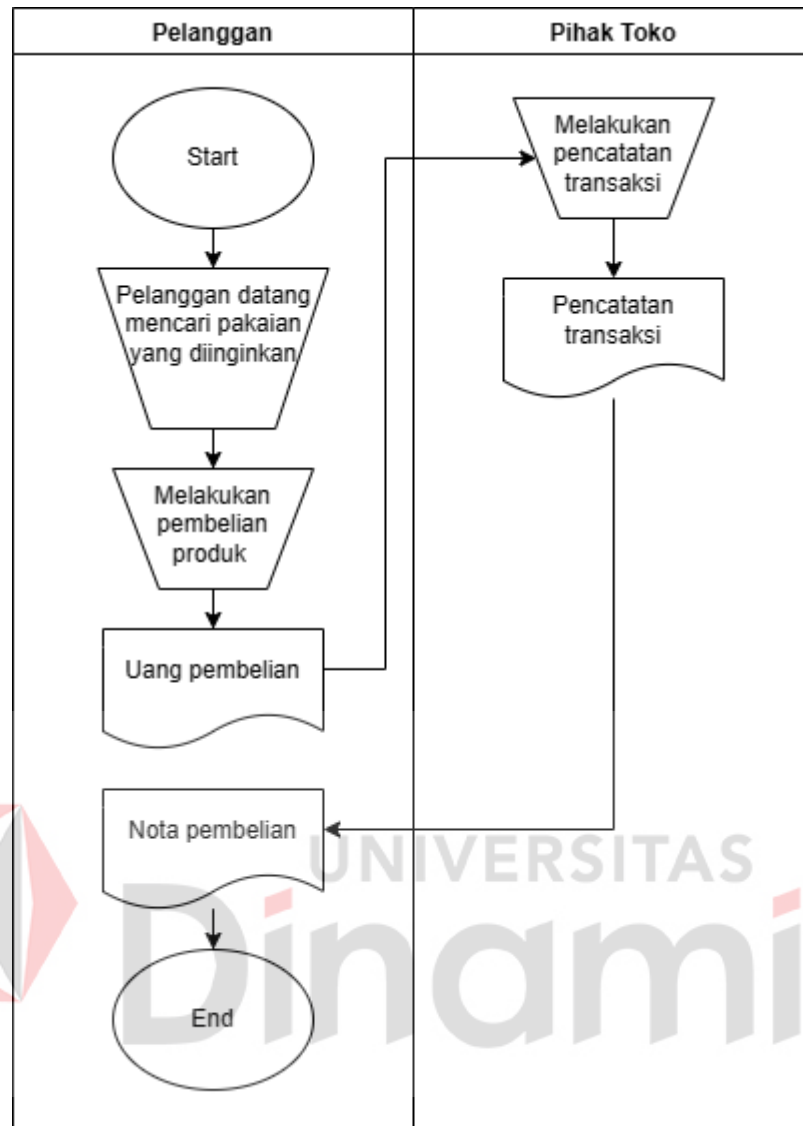 Pelanggan
Pihak Toko
Start
Pelanggan datang
mencari pakaian
yang diinginkan
Melakukan
pembelian
produk
Uang pembelian
Melakukan
pencatatan
transaksi
Pencatatan
transaksi
Nota pembelian
End
UNIVERSITAS
Dinami